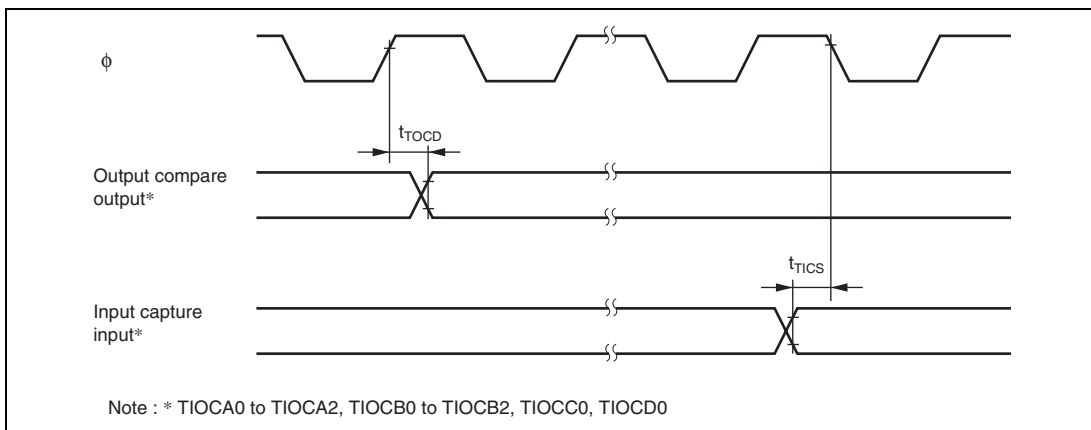 ϕ
tTOCD
Output compare
output*
tTICS
Input capture
input*
Note : * TIOCA0 to TIOCA2, TIOCB0 to TIOCB2, TIOCC0, TIOCD0